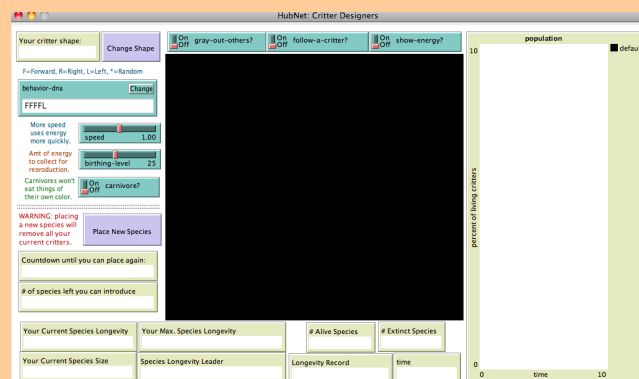 HubNet: Critter Designers
Your critter shape:
Change Shape
On
Off
gray-out-others?
On
Off
follow-a-critter?
On
Off
show-energy?
F=Forward, R=Right, L=Left, *=Random
behavior-dna
Change
FFFFL
More speed
uses energy
more quickly.
speed 1.00
Amt of energy
to collect for
reproduction.
birthing-level 25
Carnivores won't
eat things of
their own color.
On
Off
carnivore?
WARNING: placing
a new species will
remove all your
current critters.
Place New Species
Countdown until you can place again:
# of species left you can introduce
Your Current Species Longevity
Your Max. Species Longevity
# Alive Species
# Extinct Species
Your Current Species Size
Species Longevity Leader
Longevity Record
time
population
10
percent of living critters
0
0
time
10
defau